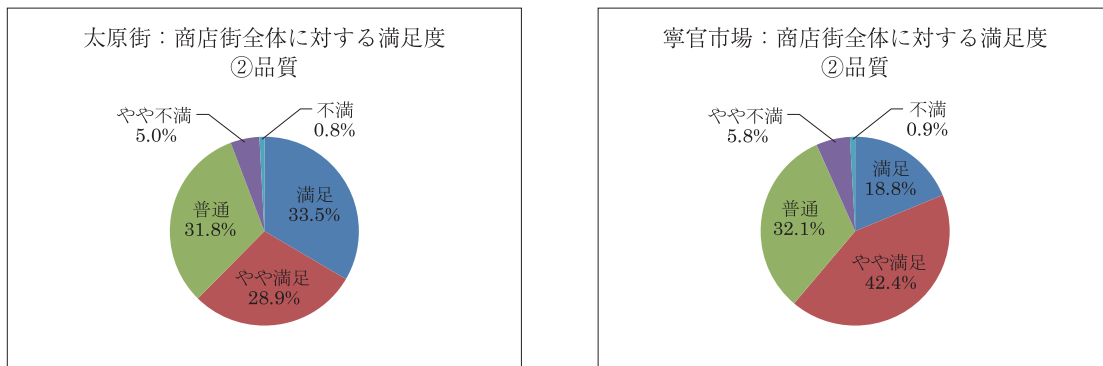 太原街：商店街全体に対する満足度
②品質
やや不満
5.0%
不満
0.8%
満足
33.5%
普通
31.8%
やや満足
28.9%
寧官市場：商店街全体に対する満足度
②品質
やや不満
5.8%
不満
0.9%
満足
18.8%
普通
32.1%
やや満足
42.4%